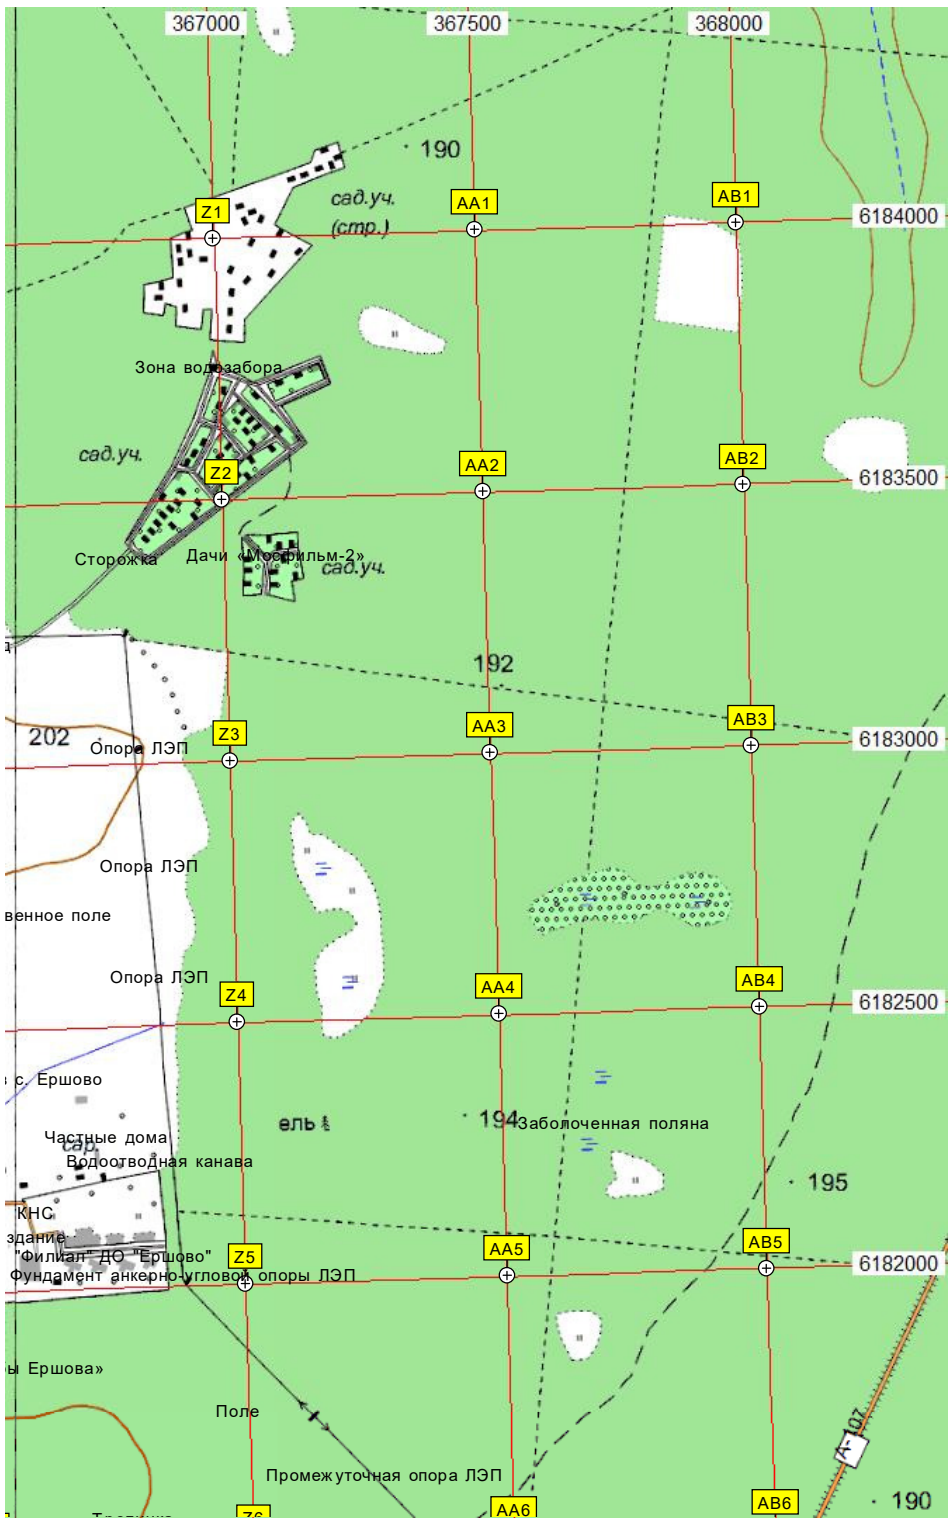 367000 367500 368000
190
сад.уч.
(стр.)
Z1 AA1 AB1
6184000
Зона водозабора
сад.уч.
Z2 AA2 AB2
6183500
Сторожка Дачи «Мосфильм-2»
сад.уч.
192
202
Опора ЛЭП
Z3 AA3 AB3
6183000
Опора ЛЭП
венное поле
Опора ЛЭП
Z4 AA4 AB4
6182500
с. Ершово
ель
194
Заболоченная поляна
Частные дома
сар.
Водоотводная канава
195
КНС
здание
"Филиал" ДО "Ершово"
Z5 AA5 AB5
6182000
Фундамент анкерно-угловой опоры ЛЭП
ы Ершова»
Поле
А-107
Промежуточная опора ЛЭП
190
Z6 AA6 AB6